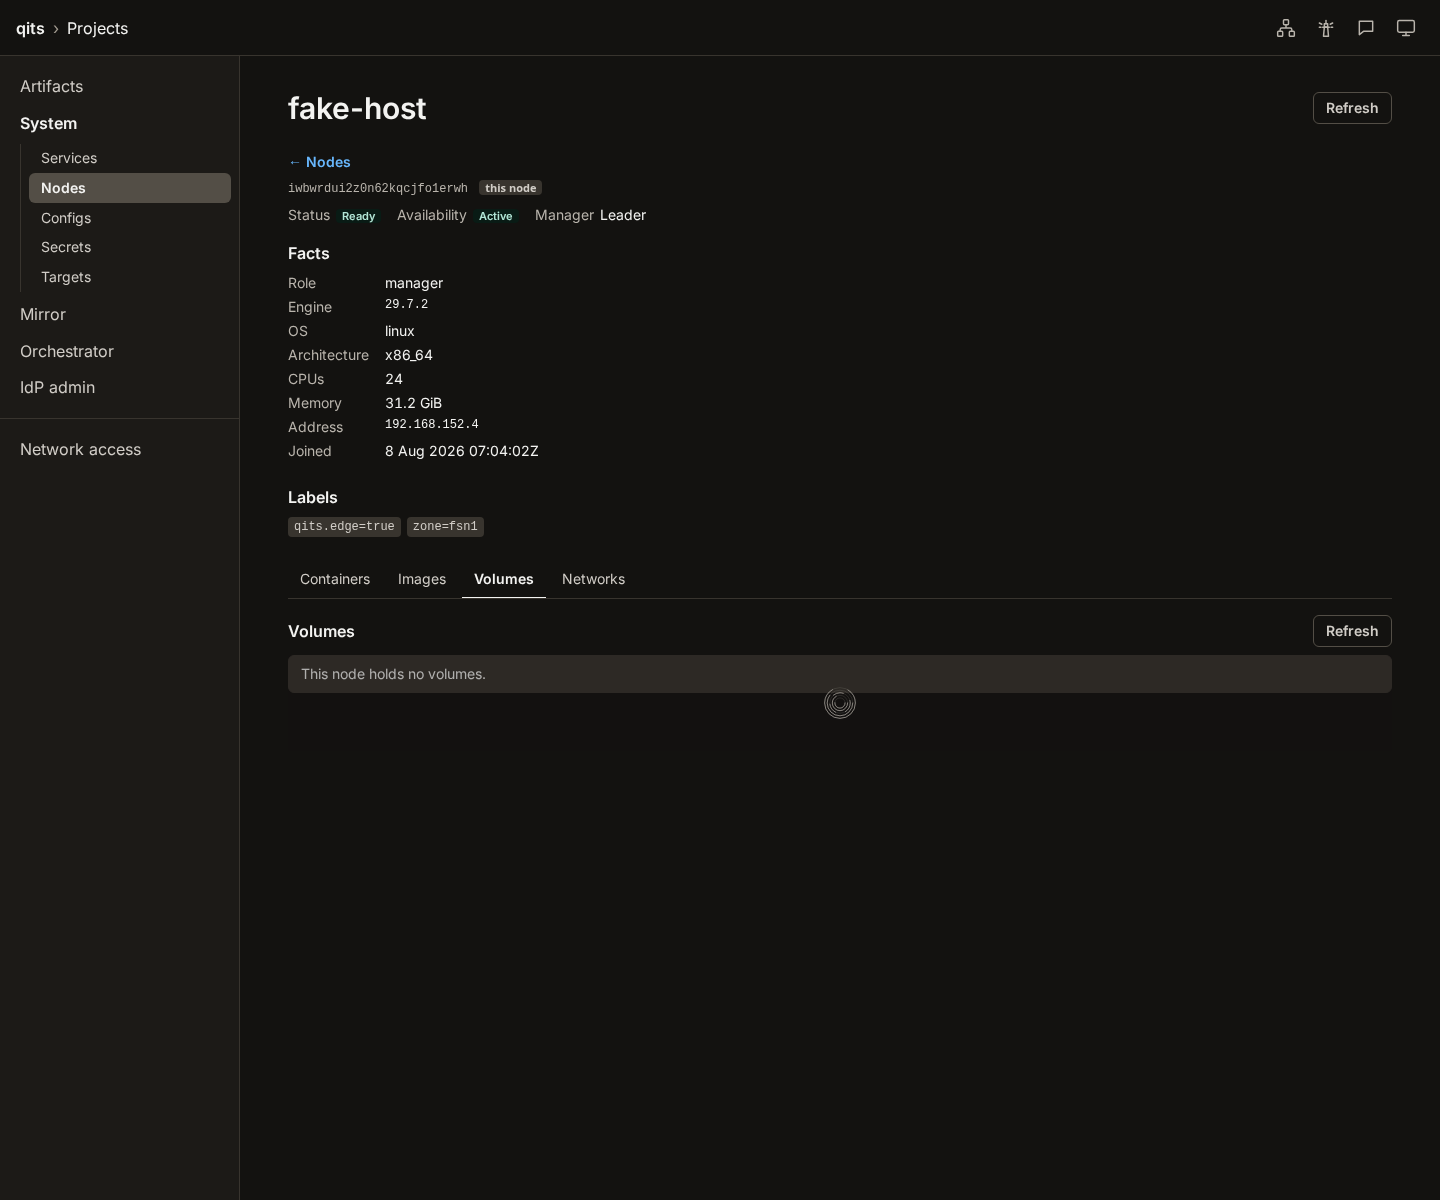 qits › Projects
Artifacts
System
Services
Nodes
Configs
Secrets
Targets
Mirror
Orchestrator
IdP admin
Network access
fake-host
Refresh
← Nodes
iwbwrdui2z0n62kqcjfo1erwh this node
Status Ready Availability Active Manager Leader
Facts
Role manager
Engine 29.7.2
OS linux
Architecture x86_64
CPUs 24
Memory 31.2 GiB
Address 192.168.152.4
Joined 8 Aug 2026 07:04:02Z
Labels
qits.edge=true zone=fsn1
Containers Images Volumes Networks
Volumes
Refresh
This node holds no volumes.